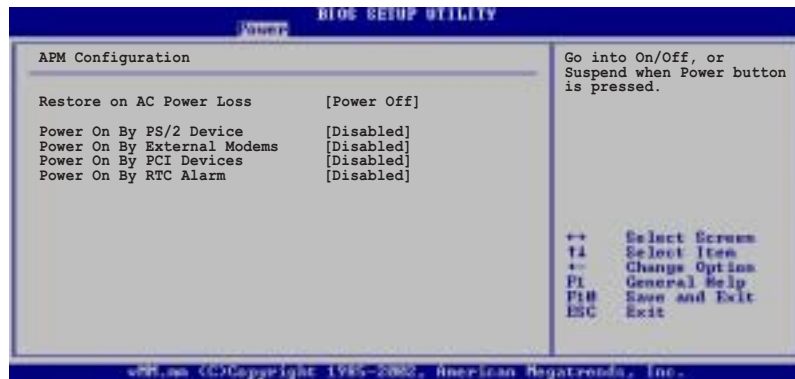 BIOS SETUP UTILITY
Power
APM Configuration
Restore on AC Power Loss [Power Off]
Power On By PS/2 Device [Disabled]
Power On By External Modems [Disabled]
Power On By PCI Devices [Disabled]
Power On By RTC Alarm [Disabled]
Go into On/Off, or
Suspend when Power button
is pressed.
↔ Select Screen
↑↓ Select Item
+- Change Option
F1 General Help
F10 Save and Exit
ESC Exit
(C)Copyright 1985-2002, American Megatrends, Inc.